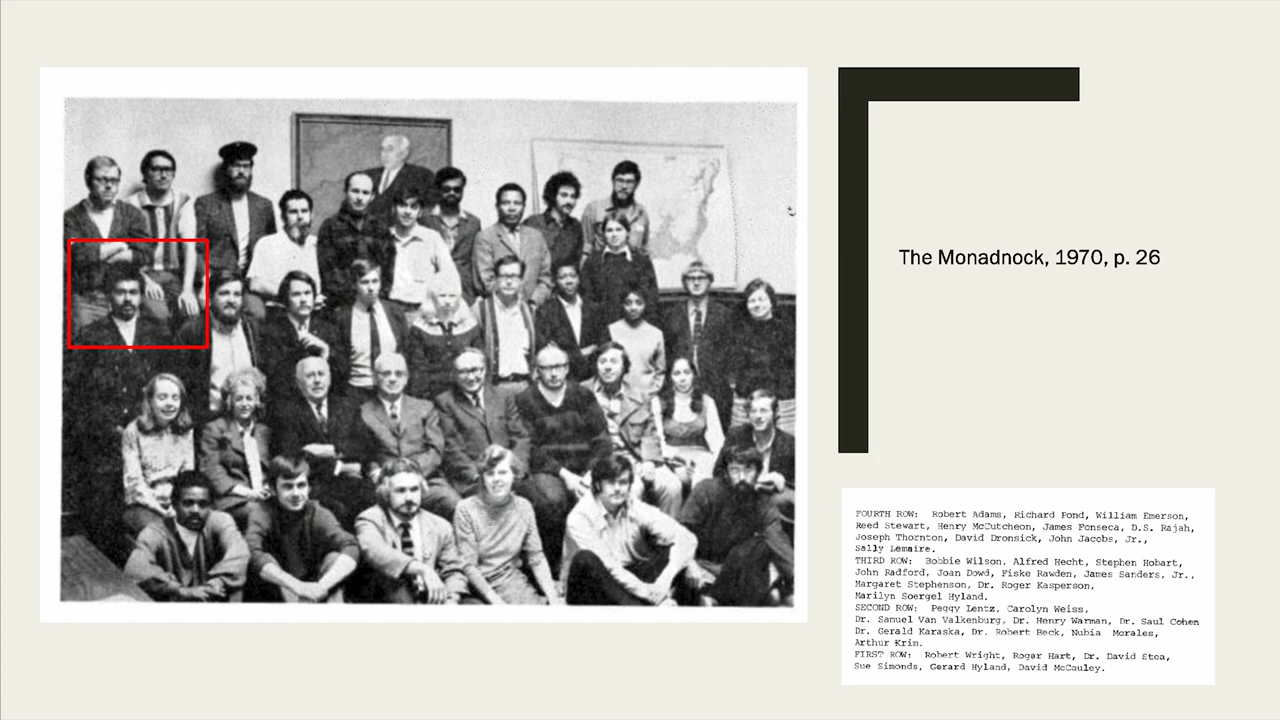 The Monadnock, 1970, p. 26
FOURTH ROW: Robert Adams, Richard Pond, William Emerson,
Reed Stewart, Henry McCutcheon, James Fonseca, D.S. Rajah,
Joseph Thornton, David Dronsick, John Jacobs, Jr.,
Sally Lemaire.
THIRD ROW: Bobbie Wilson, Alfred Hecht, Stephen Hobart,
John Radford, Joan Dowd, Fiske Rawden, James Sanders, Jr.,
Margaret Stephenson, Dr. Roger Kasperson,
Marilyn Soergel Hyland.
SECOND ROW: Peggy Lentz, Carolyn Weiss,
Dr. Samuel Van Valkenburg, Dr. Henry Warman, Dr. Saul Cohen
Dr. Gerald Karaska, Dr. Robert Beck, Nubia Morales,
Arthur Krim.
FIRST ROW: Robert Wright, Roger Hart, Dr. David Stea,
Sue Simonds, Gerard Hyland, David McCauley.